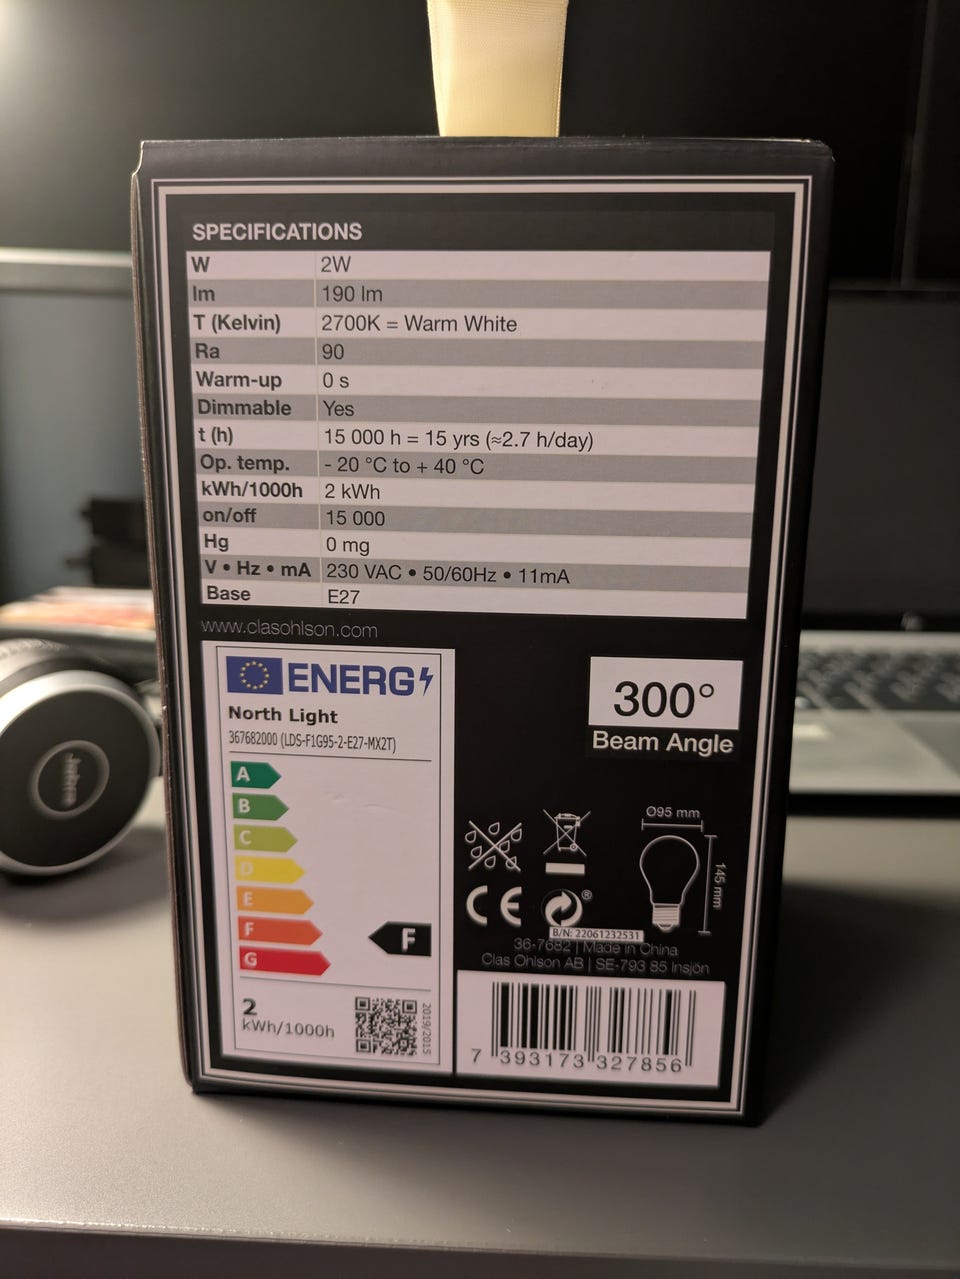 SPECIFICATIONS
W 2W
lm 190 lm
T (Kelvin) 2700K = Warm White
Ra 90
Warm-up 0 s
Dimmable Yes
t (h) 15 000 h = 15 yrs (≈2.7 h/day)
Op. temp. - 20 °C to + 40 °C
kWh/1000h 2 kWh
on/off 15 000
Hg 0 mg
V • Hz • mA 230 VAC • 50/60Hz • 11mA
Base E27
www.clasohlson.com
ENERG
North Light
367682000 (LDS-F1G95-2-E27-MX2T)
A
B
C
D
E
F
G
F
2
kWh/1000h
2019/2015
300°
Beam Angle
Ø95 mm
145 mm
CE
®
B/N: 22061232531
36-7682 | Made in China
Clas Ohlson AB | SE-793 85 Insjön
7 393173 327856